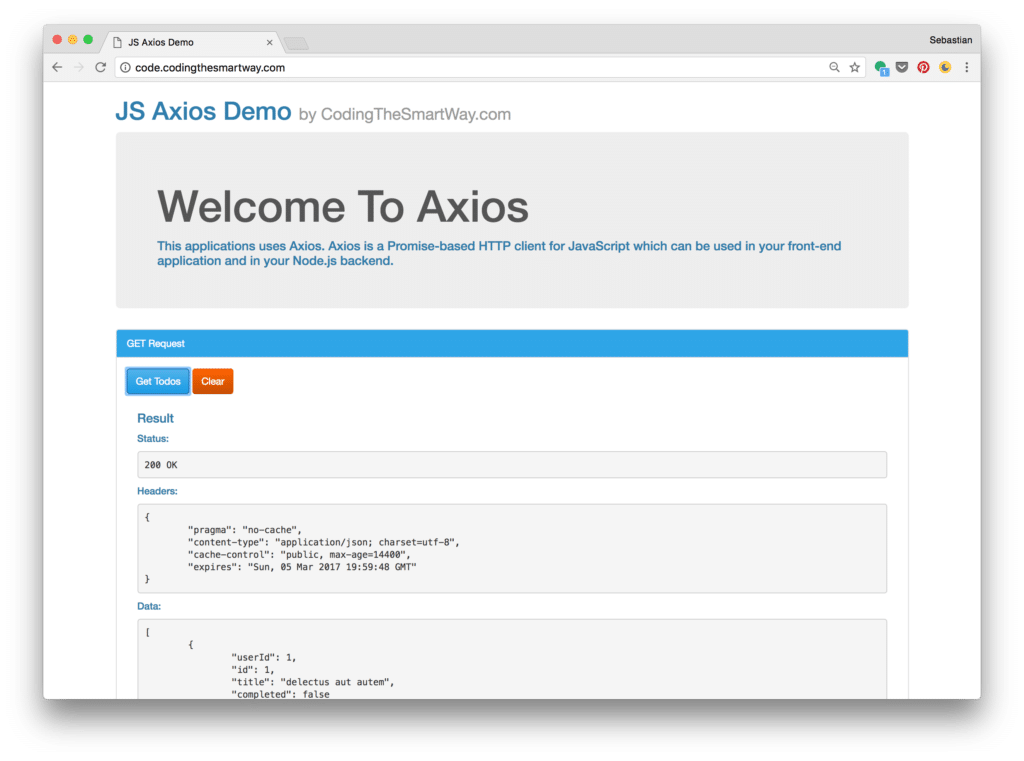 JS Axios Demo
Sebastian
code.codingthesmartway.com
1
JS Axios Demo by CodingTheSmartWay.com
Welcome To Axios
This applications uses Axios. Axios is a Promise-based HTTP client for JavaScript which can be used in your front-end
application and in your Node.js backend.
GET Request
Get Todos Clear
Result
Status:
200 OK
Headers:
{
"pragma": "no-cache",
"content-type": "application/json; charset=utf-8",
"cache-control": "public, max-age=14400",
"expires": "Sun, 05 Mar 2017 19:59:48 GMT"
}
Data:
[
{
"userId": 1,
"id": 1,
"title": "delectus aut autem",
"completed": false